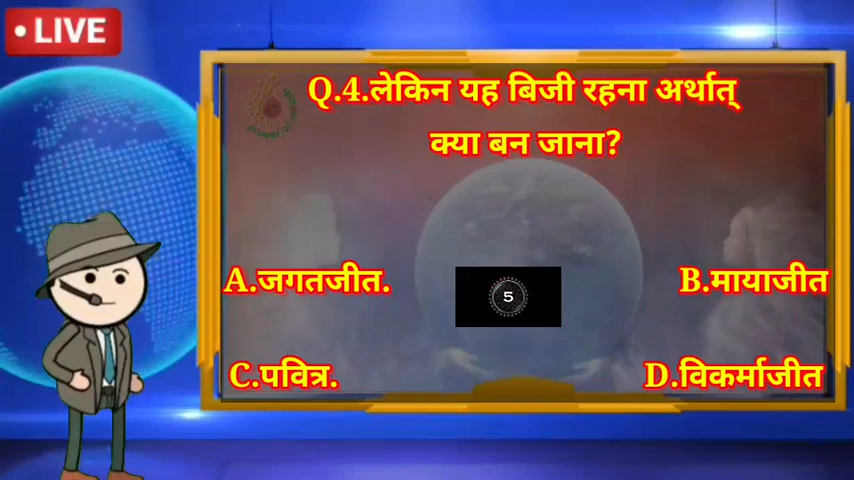 • LIVE
Q.4.लेकिन यह बिजी रहना अर्थात्
क्या बन जाना?
A.जगतजीत.
B.मायाजीत
5
C.पवित्र.
D.विकर्माजीत